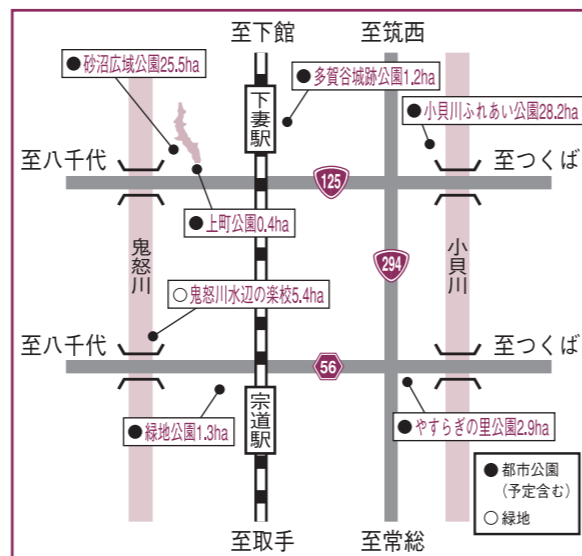 至下館
至筑西
●砂沼広域公園25.5ha
●多賀谷城跡公園1.2ha
下妻駅
●小貝川ふれあい公園28.2ha
至八千代
至つくば
125
●上町公園0.4ha
鬼怒川
294
小貝川
○鬼怒川水辺の楽校5.4ha
至八千代
至つくば
56
宗道駅
●緑地公園1.3ha
●やすらぎの里公園2.9ha
●都市公園
（予定含む）
○緑地
至取手
至常総